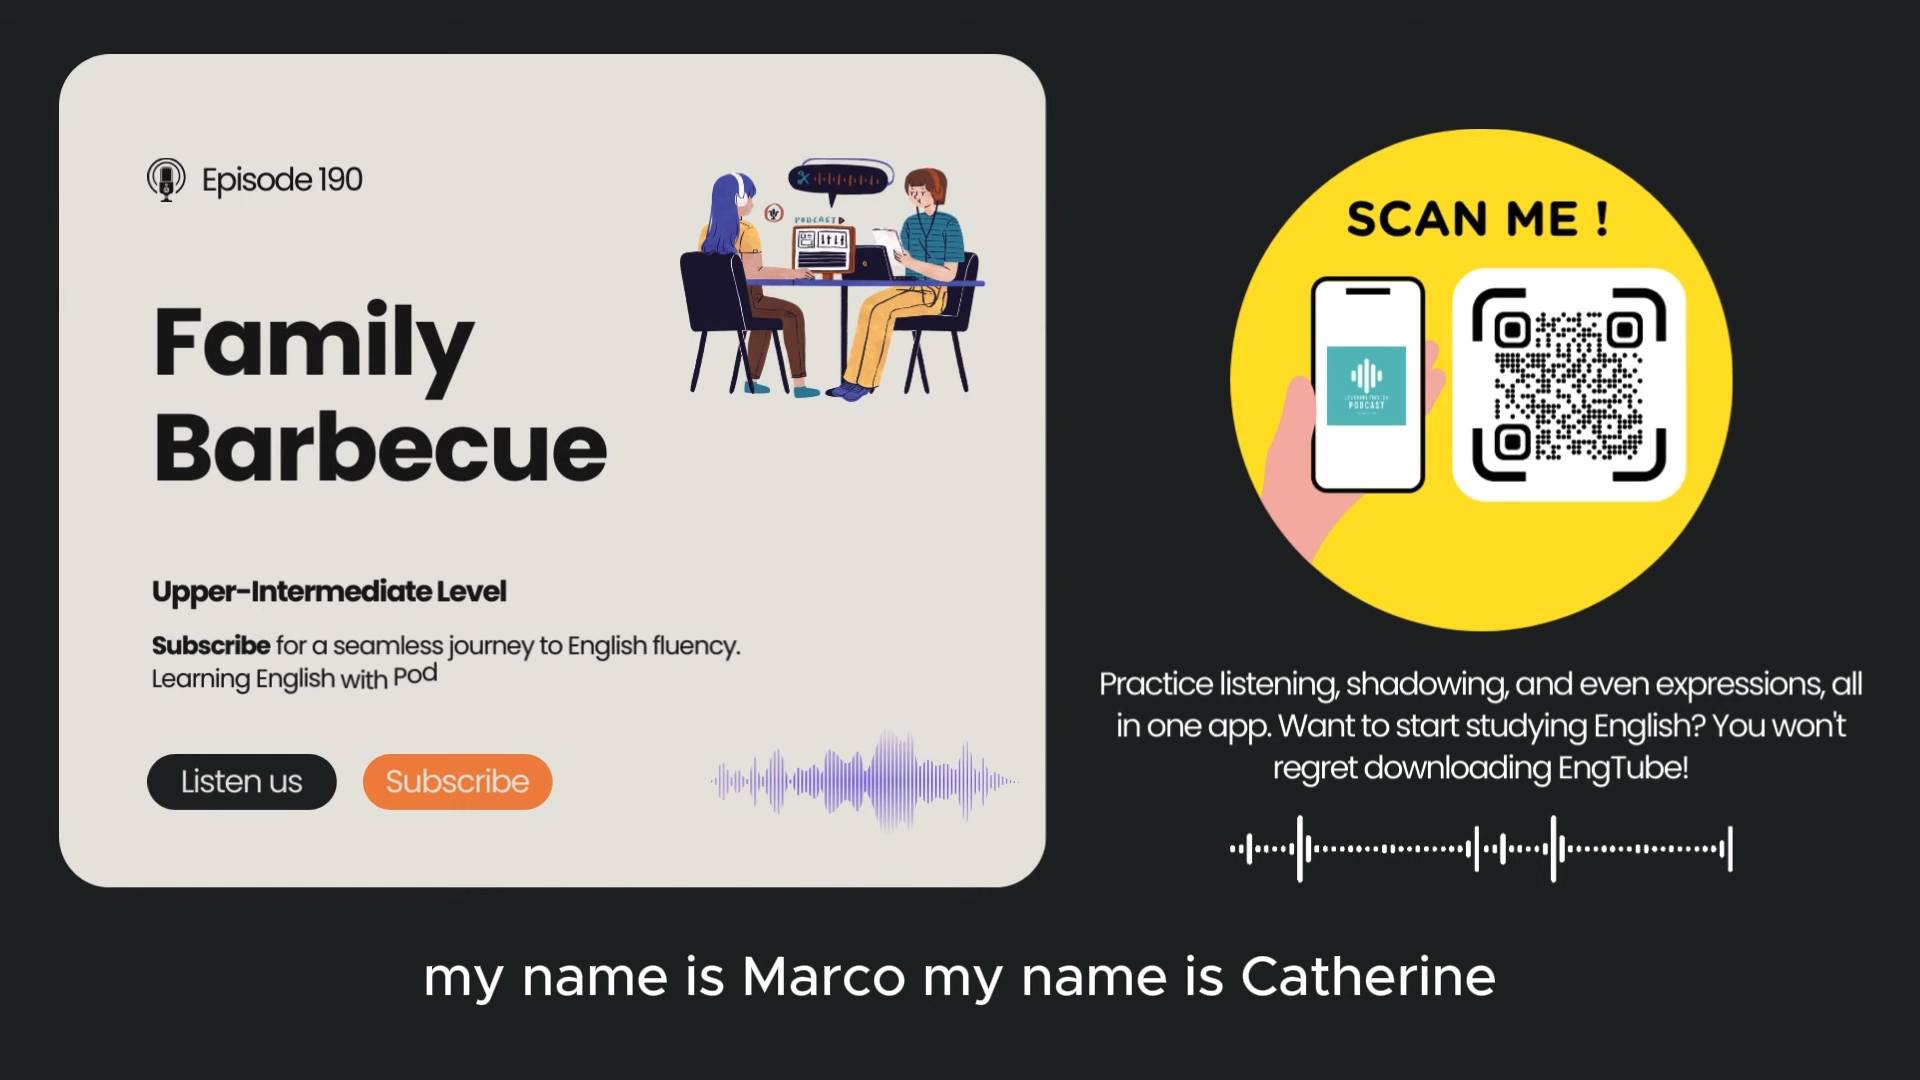 Episode 190
Family
Barbecue
Upper-Intermediate Level
Subscribe for a seamless journey to English fluency.
Learning English with Pod
Listen us
Subscribe
PODCAST
SCAN ME !
PODCAST
Practice listening, shadowing, and even expressions, all
in one app. Want to start studying English? You won't
regret downloading EngTube!
my name is Marco my name is Catherine